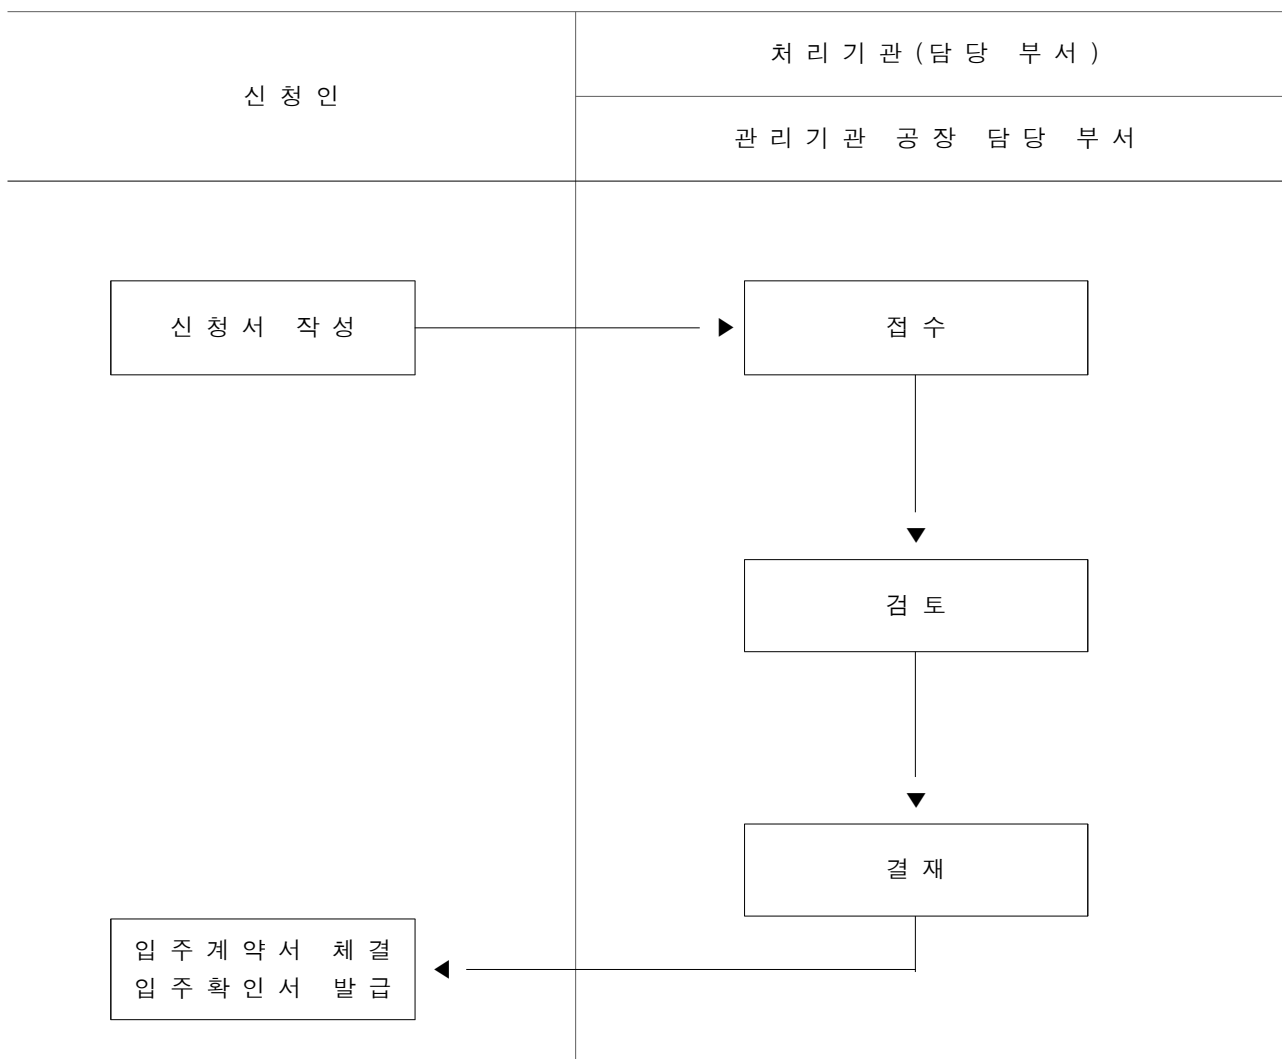 신청인
처리기관(담당 부서)
관리기관 공장 담당 부서
신청서 작성
접수
검토
결재
입주계약서 체결
입주확인서 발급